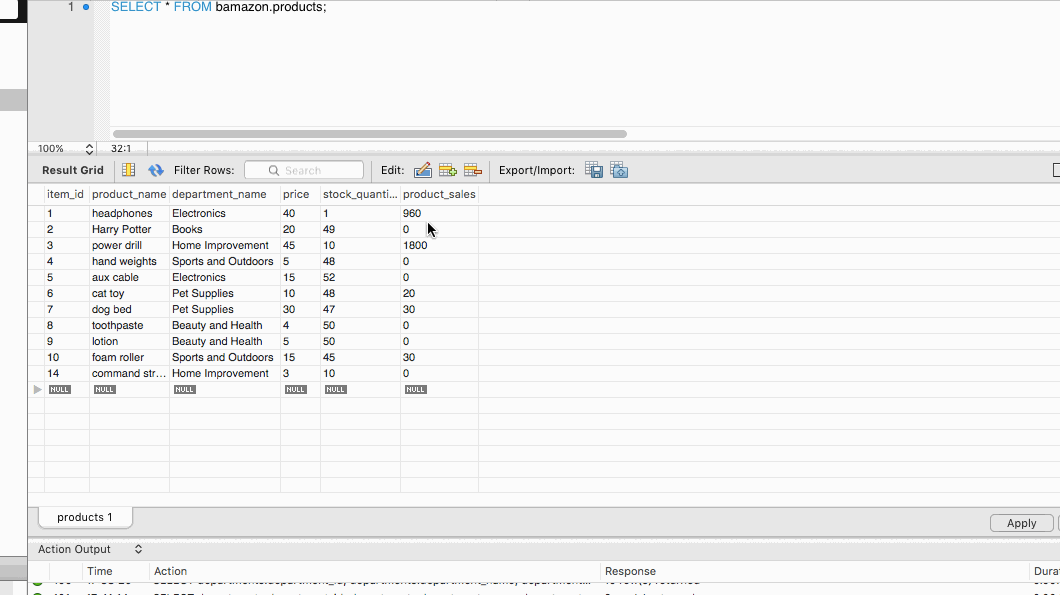 1 SELECT * FROM bamazon.products;
100% 32:1
Result Grid Filter Rows: Search Edit: Export/Import:
item_id product_name department_name price stock_quanti... product_sales
1 headphones Electronics 40 1 960
2 Harry Potter Books 20 49 0
3 power drill Home Improvement 45 10 1800
4 hand weights Sports and Outdoors 5 48 0
5 aux cable Electronics 15 52 0
6 cat toy Pet Supplies 10 48 20
7 dog bed Pet Supplies 30 47 30
8 toothpaste Beauty and Health 4 50 0
9 lotion Beauty and Health 5 50 0
10 foam roller Sports and Outdoors 15 45 30
14 command str... Home Improvement 3 10 0
NULL NULL NULL NULL NULL NULL
products 1
Apply
Action Output
Time Action Response Durat